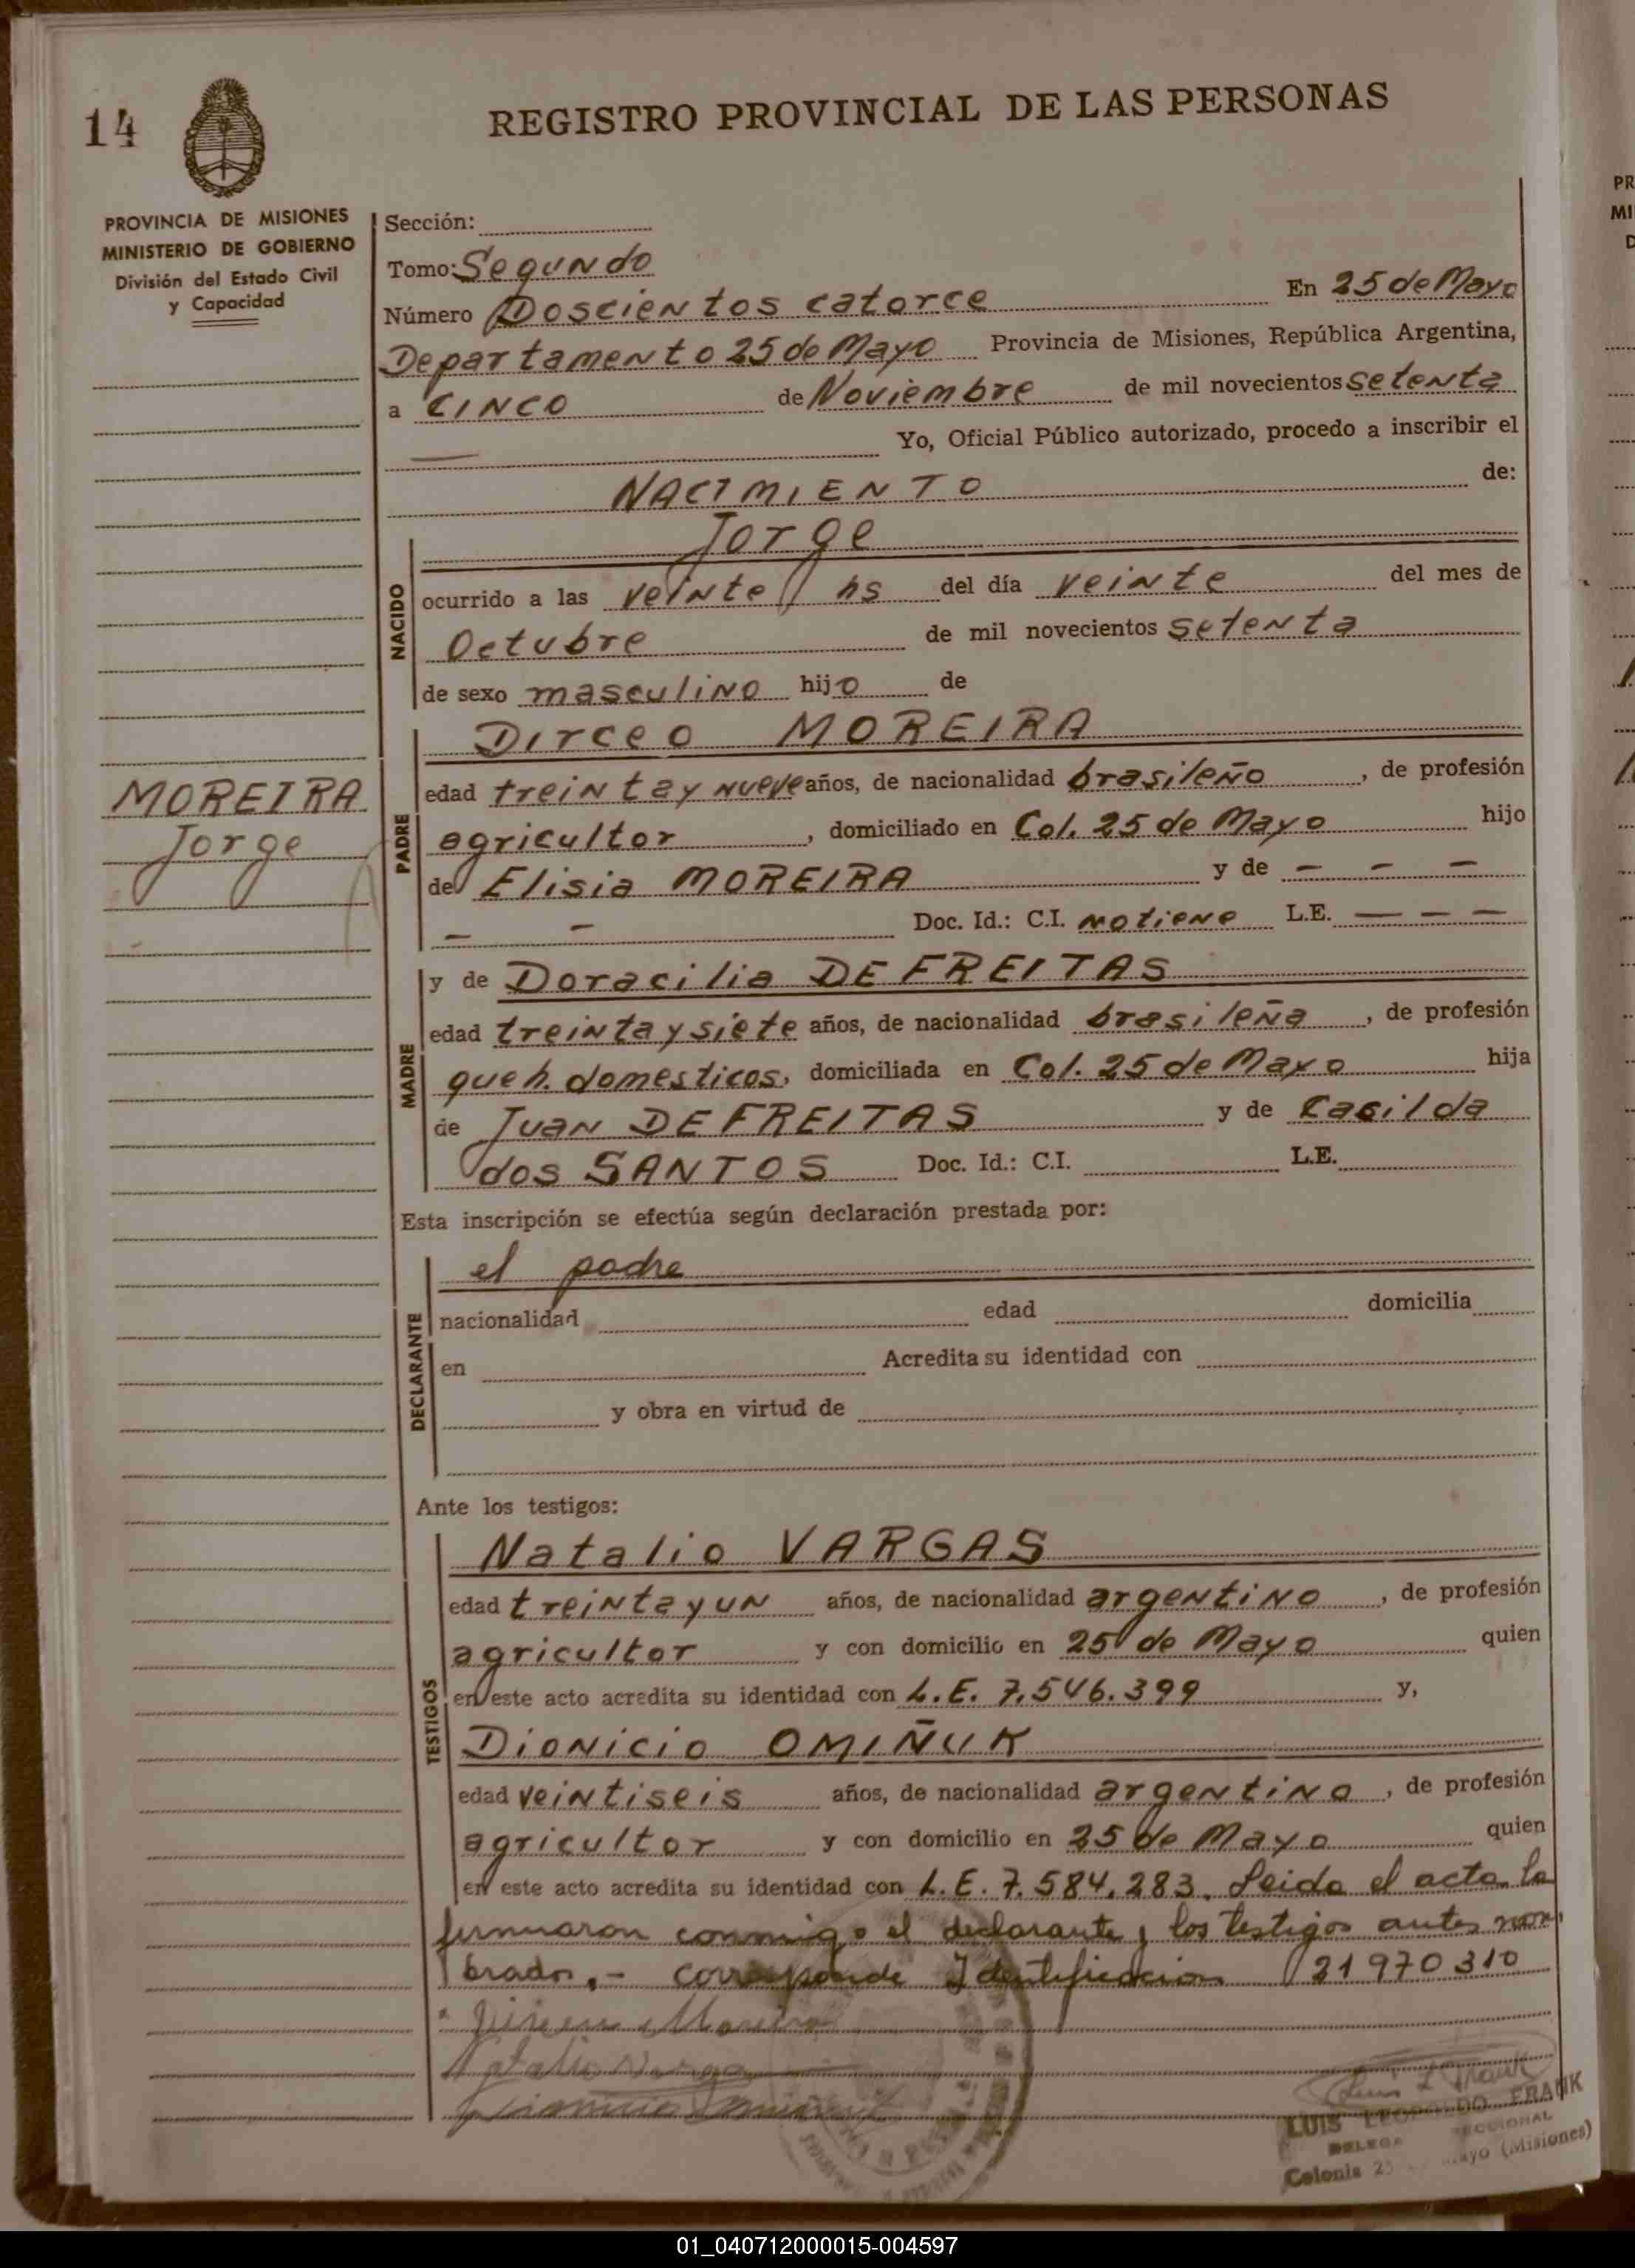 14
REGISTRO PROVINCIAL DE LAS PERSONAS
PROVINCIA DE MISIONES
MINISTERIO DE GOBIERNO
División del Estado Civil
y Capacidad
Sección:
Tomo: Segundo
Número Doscientos catorce En 25 de Mayo
Departamento 25 de Mayo Provincia de Misiones, República Argentina,
a CINCO de Noviembre de mil novecientos setenta
Yo, Oficial Público autorizado, procedo a inscribir el
NACIMIENTO de:
Jorge
NACIDO
ocurrido a las veinte hs del día veinte del mes de
Octubre de mil novecientos setenta
de sexo masculino hijo de
Dirceo MOREIRA
MOREIRA
Jorge
PADRE
edad treinta y nueve años, de nacionalidad brasileño, de profesión
agricultor, domiciliado en Col. 25 de Mayo hijo
de Elisia MOREIRA y de - - -
- - Doc. Id.: C.I. no tiene L.E. - - -
y de Doracilia DE FREITAS
MADRE
edad treinta y siete años, de nacionalidad brasileña, de profesión
queh. domesticos, domiciliada en Col. 25 de Mayo hija
de Juan DE FREITAS y de Casilda
dos SANTOS Doc. Id.: C.I. L.E.
Esta inscripción se efectúa según declaración prestada por:
el padre
DECLARANTE
nacionalidad edad domicilia
en Acredita su identidad con
y obra en virtud de
Ante los testigos:
Natalio VARGAS
TESTIGOS
edad treinta y un años, de nacionalidad argentino, de profesión
agricultor y con domicilio en 25 de Mayo quien
en este acto acredita su identidad con L.E. 7.546.399 y,
Dionicio OMIÑUK
edad veintiseis años, de nacionalidad argentino, de profesión
agricultor y con domicilio en 25 de Mayo quien
en este acto acredita su identidad con L.E. 7.584.283. Leida el acta la
firmaron conmigo el declarante y los testigos antes nom
brados.- corresponde Identificacion 21970310
LUIS LEOPOLDO FRANK
Colonia 25 Mayo (Misiones)
01_040712000015-004597